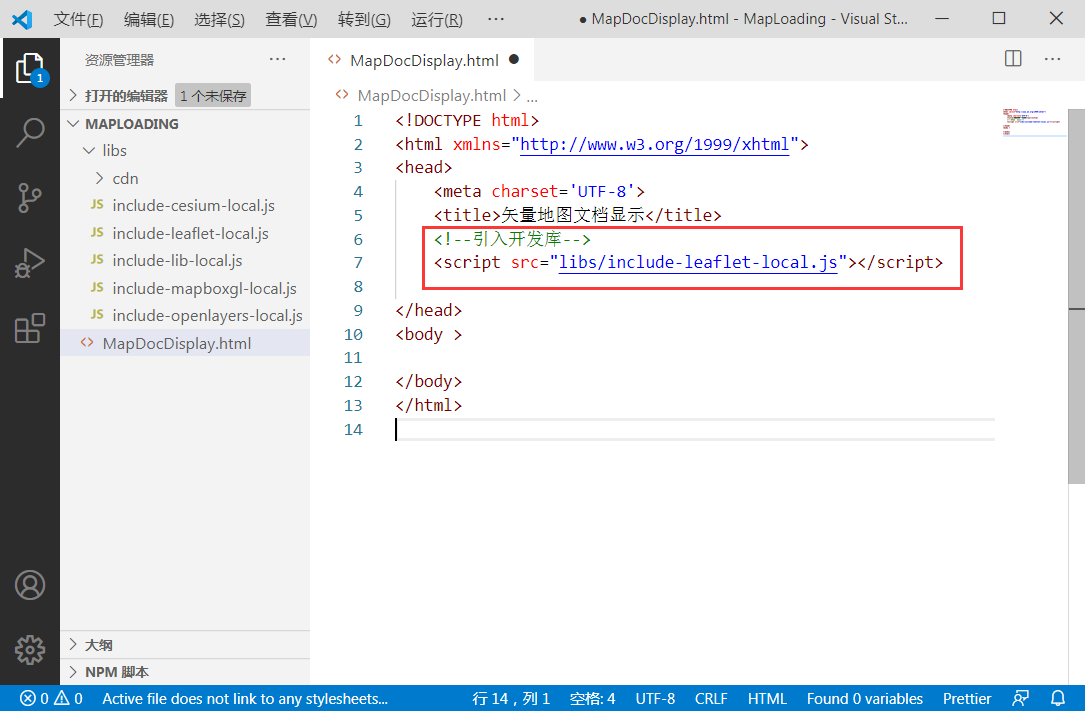 文件(F) 编辑(E) 选择(S) 查看(V) 转到(G) 运行(R) ··· ● MapDocDisplay.html - MapLoading - Visual St...
资源管理器 ···
1
打开的编辑器 1 个未保存
MAPLOADING
libs
cdn
JS include-cesium-local.js
JS include-leaflet-local.js
JS include-lib-local.js
JS include-mapboxgl-local.js
JS include-openlayers-local.js
<> MapDocDisplay.html
大纲
NPM 脚本
<> MapDocDisplay.html ● ···
<> MapDocDisplay.html > ...
1 <!DOCTYPE html>
2 <html xmlns="http://www.w3.org/1999/xhtml">
3 <head>
4 <meta charset='UTF-8'>
5 <title>矢量地图文档显示</title>
6 <!--引入开发库-->
7 <script src="libs/include-leaflet-local.js"></script>
8
9 </head>
10 <body >
11
12 </body>
13 </html>
14
0 0 Active file does not link to any stylesheets... 行 14，列 1 空格: 4 UTF-8 CRLF HTML Found 0 variables Prettier